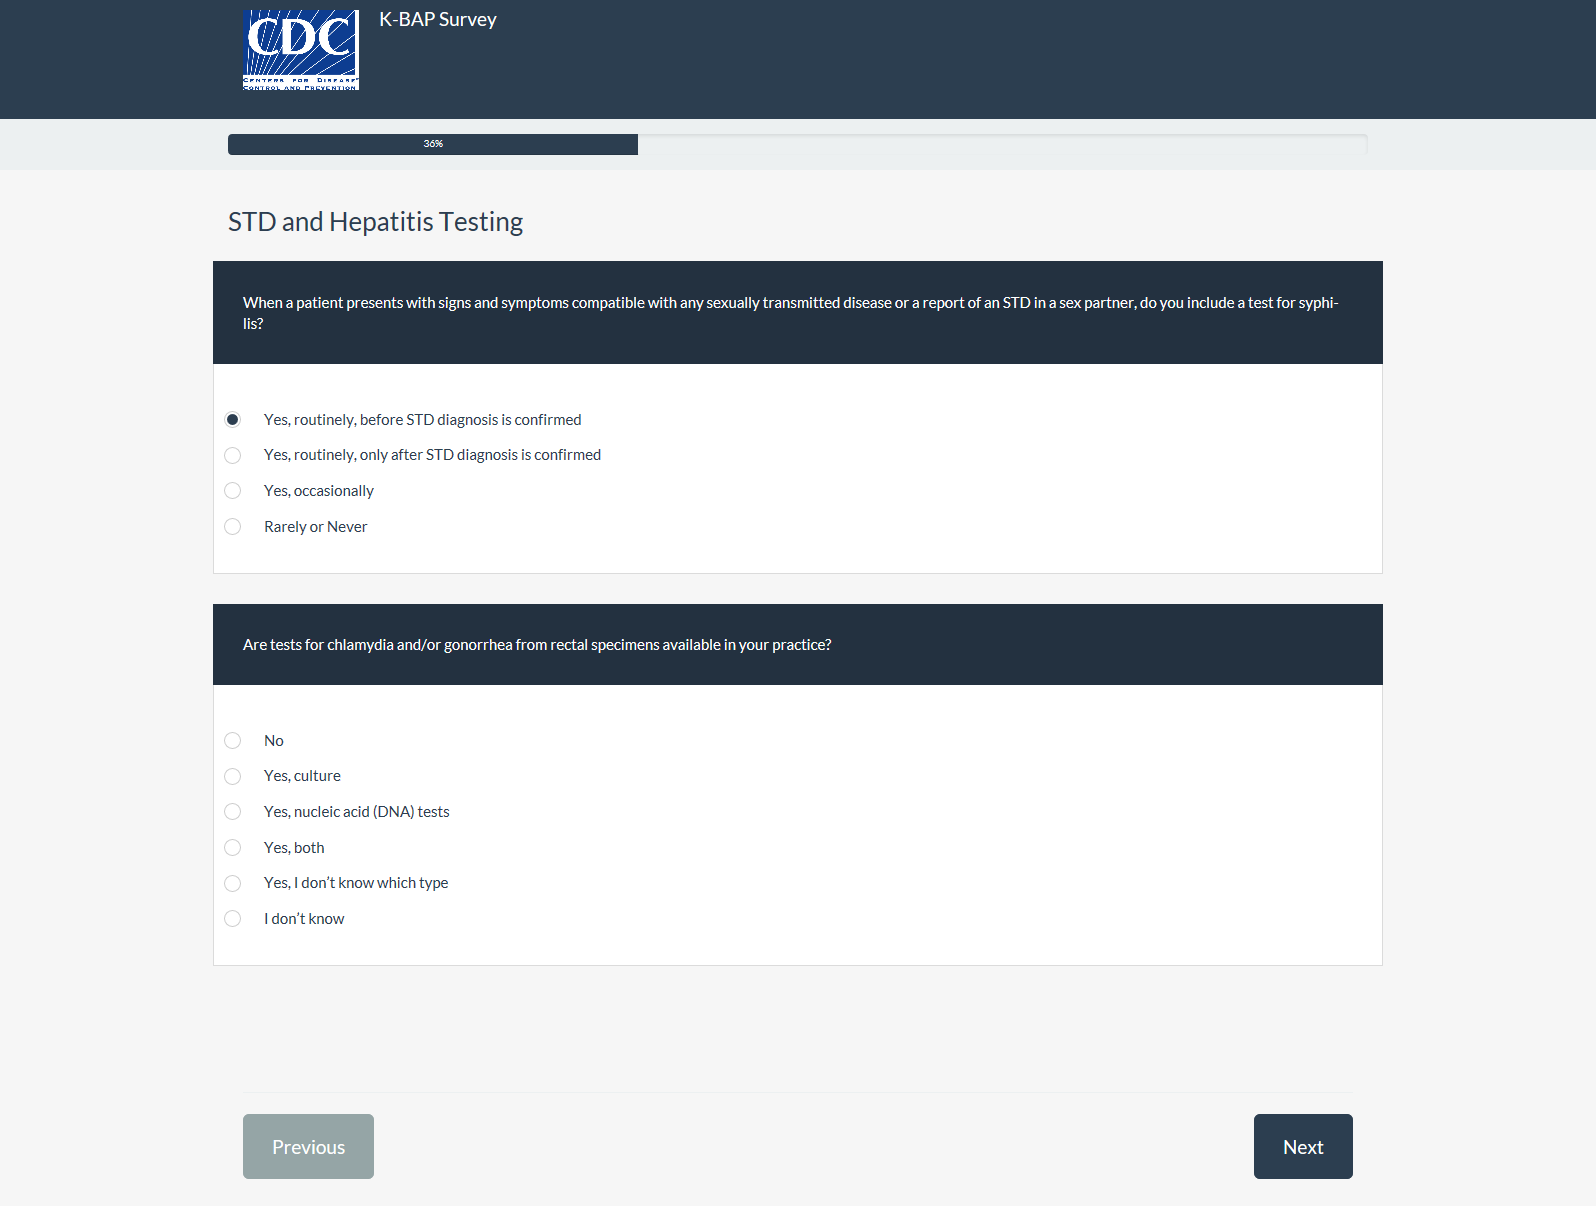 CDC
CENTERS FOR DISEASE
CONTROL AND PREVENTION
K-BAP Survey
36%
STD and Hepatitis Testing
When a patient presents with signs and symptoms compatible with any sexually transmitted disease or a report of an STD in a sex partner, do you include a test for syphi-
lis?
Yes, routinely, before STD diagnosis is confirmed
Yes, routinely, only after STD diagnosis is confirmed
Yes, occasionally
Rarely or Never
Are tests for chlamydia and/or gonorrhea from rectal specimens available in your practice?
No
Yes, culture
Yes, nucleic acid (DNA) tests
Yes, both
Yes, I don’t know which type
I don’t know
Previous
Next